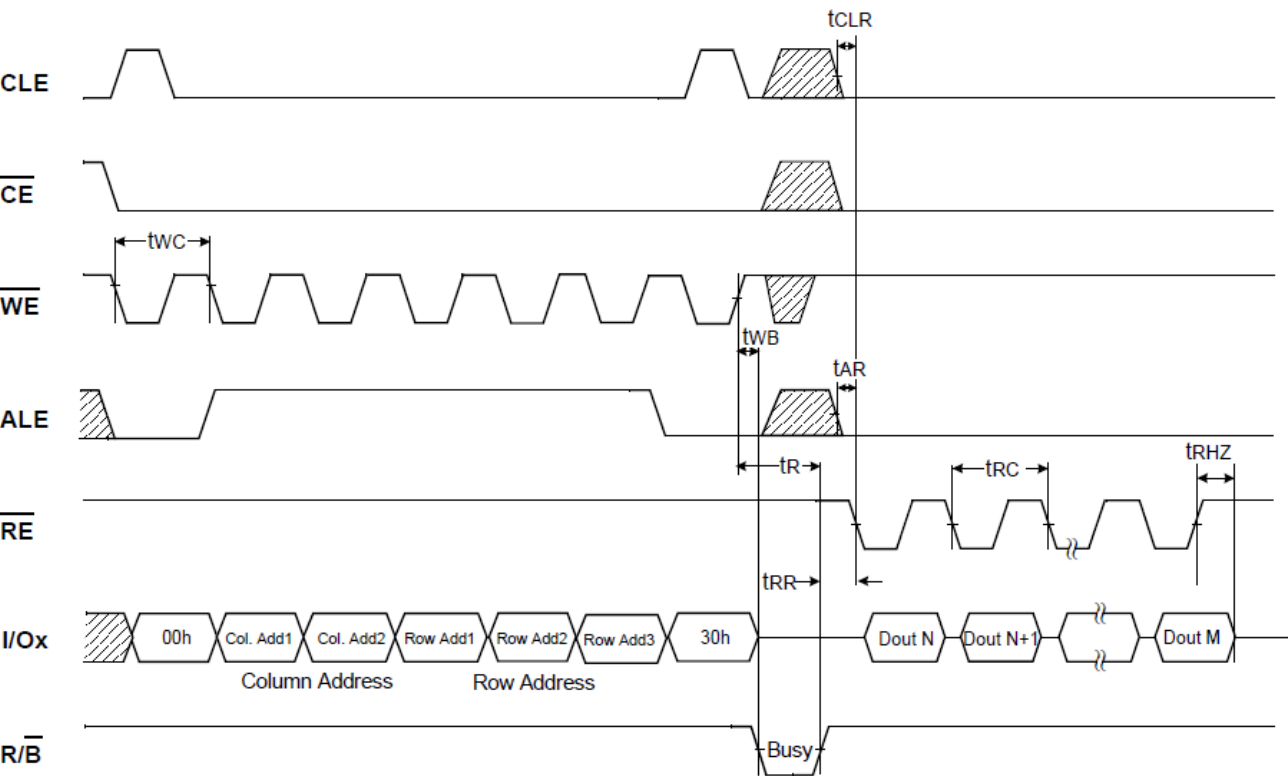 tCLR
CLE
CE
tWC
WE
tWB
tAR
ALE
tR
tRC
tRHZ
RE
tRR
I/Ox
00h
Col. Add1
Col. Add2
Row Add1
Row Add2
Row Add3
30h
Dout N
Dout N+1
Dout M
Column Address
Row Address
R/B
Busy